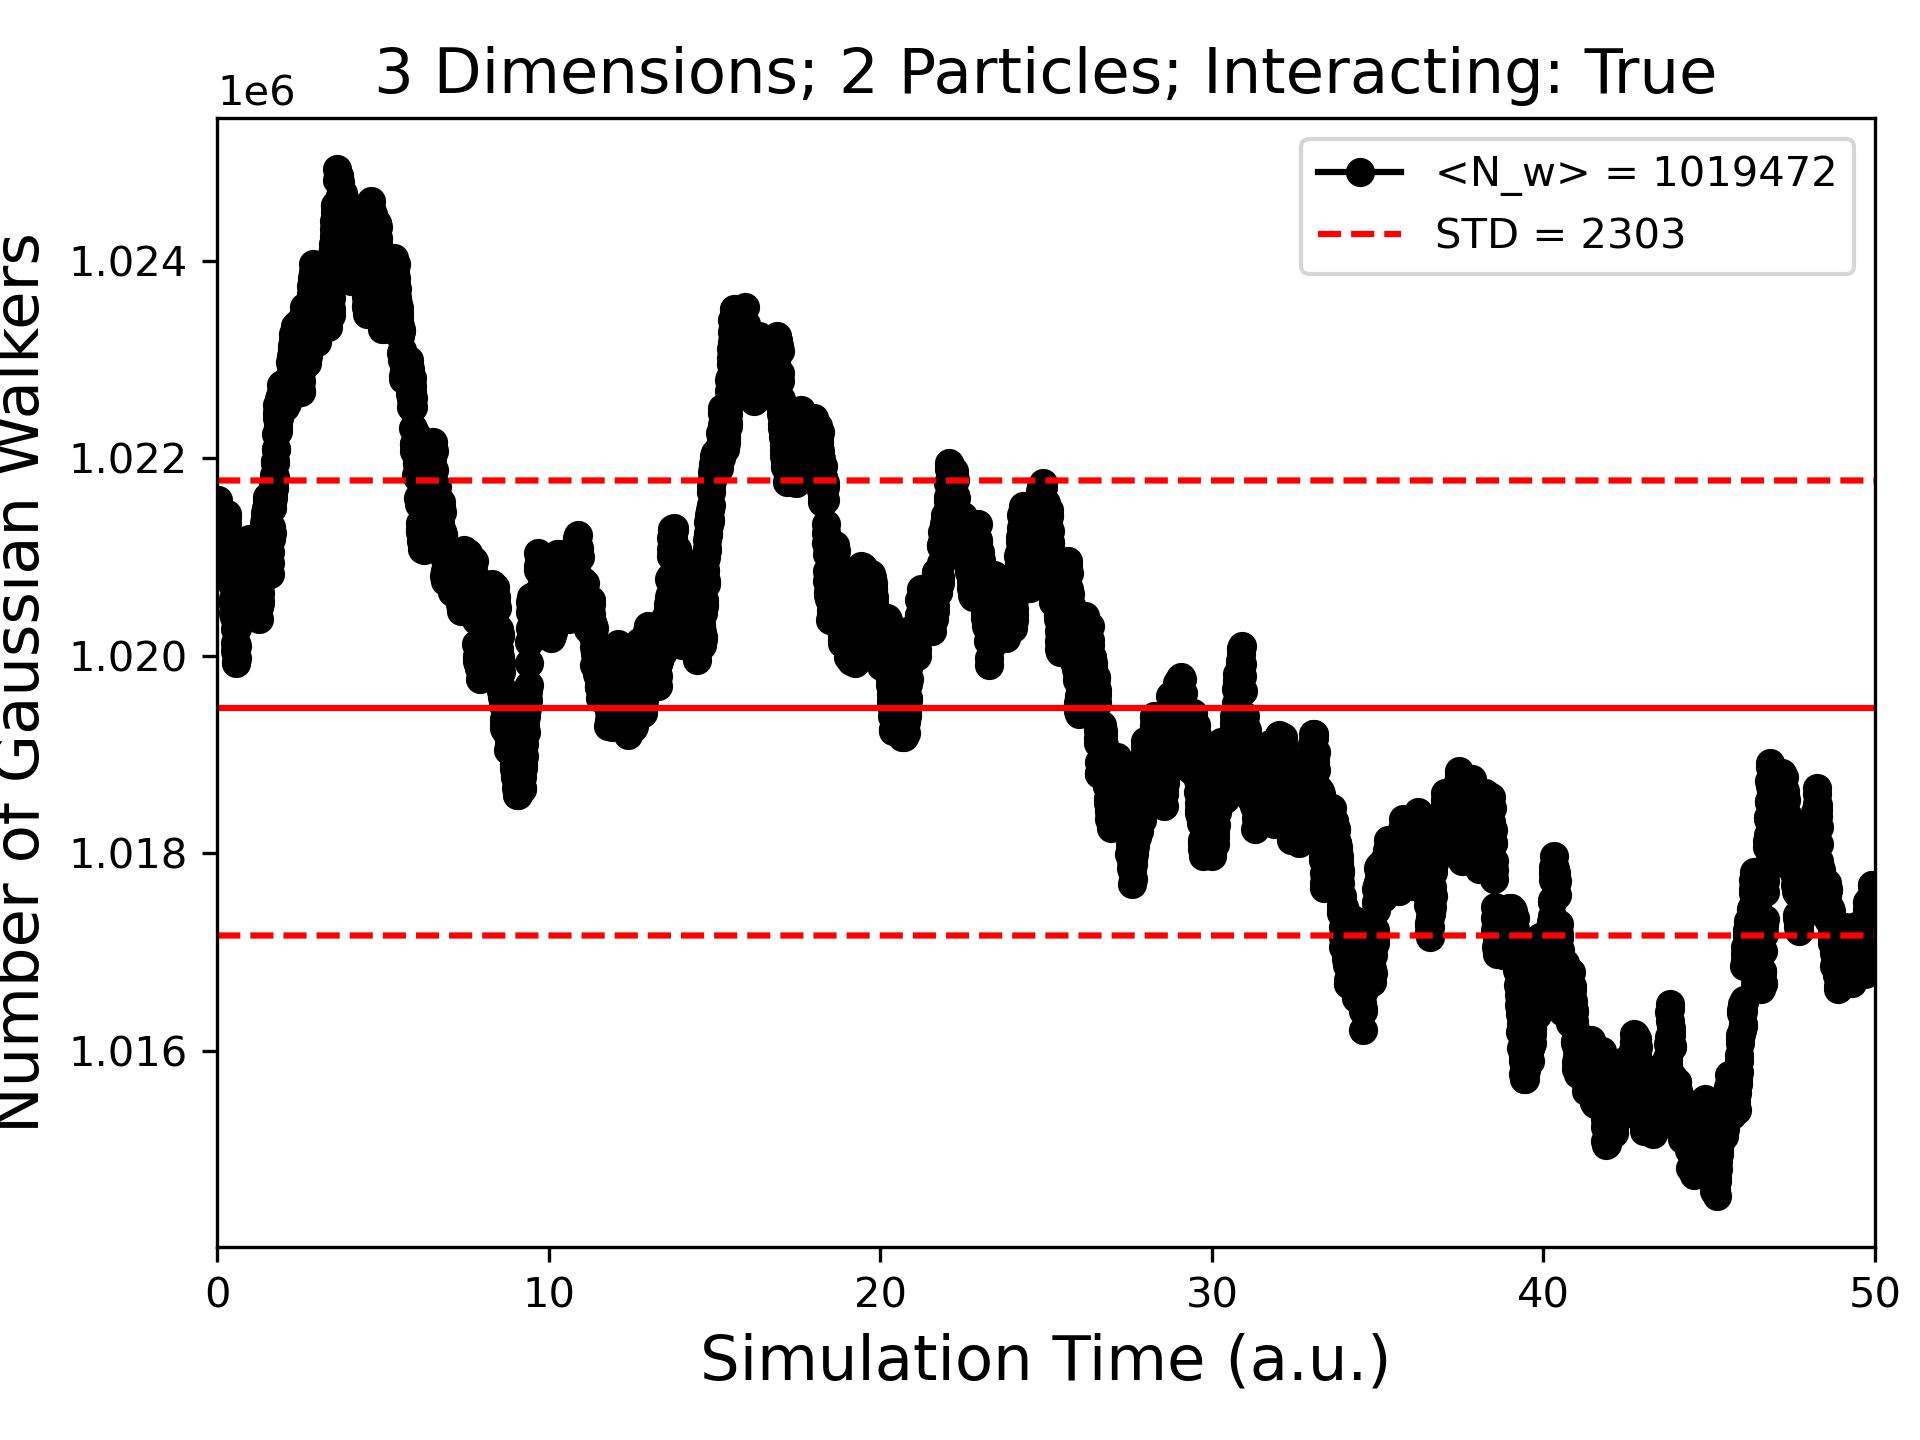 3 Dimensions; 2 Particles; Interacting: True
1e6
<N_w> = 1019472
STD = 2303
Number of Gaussian Walkers
1.024
1.022
1.020
1.018
1.016
0 10 20 30 40 50
Simulation Time (a.u.)